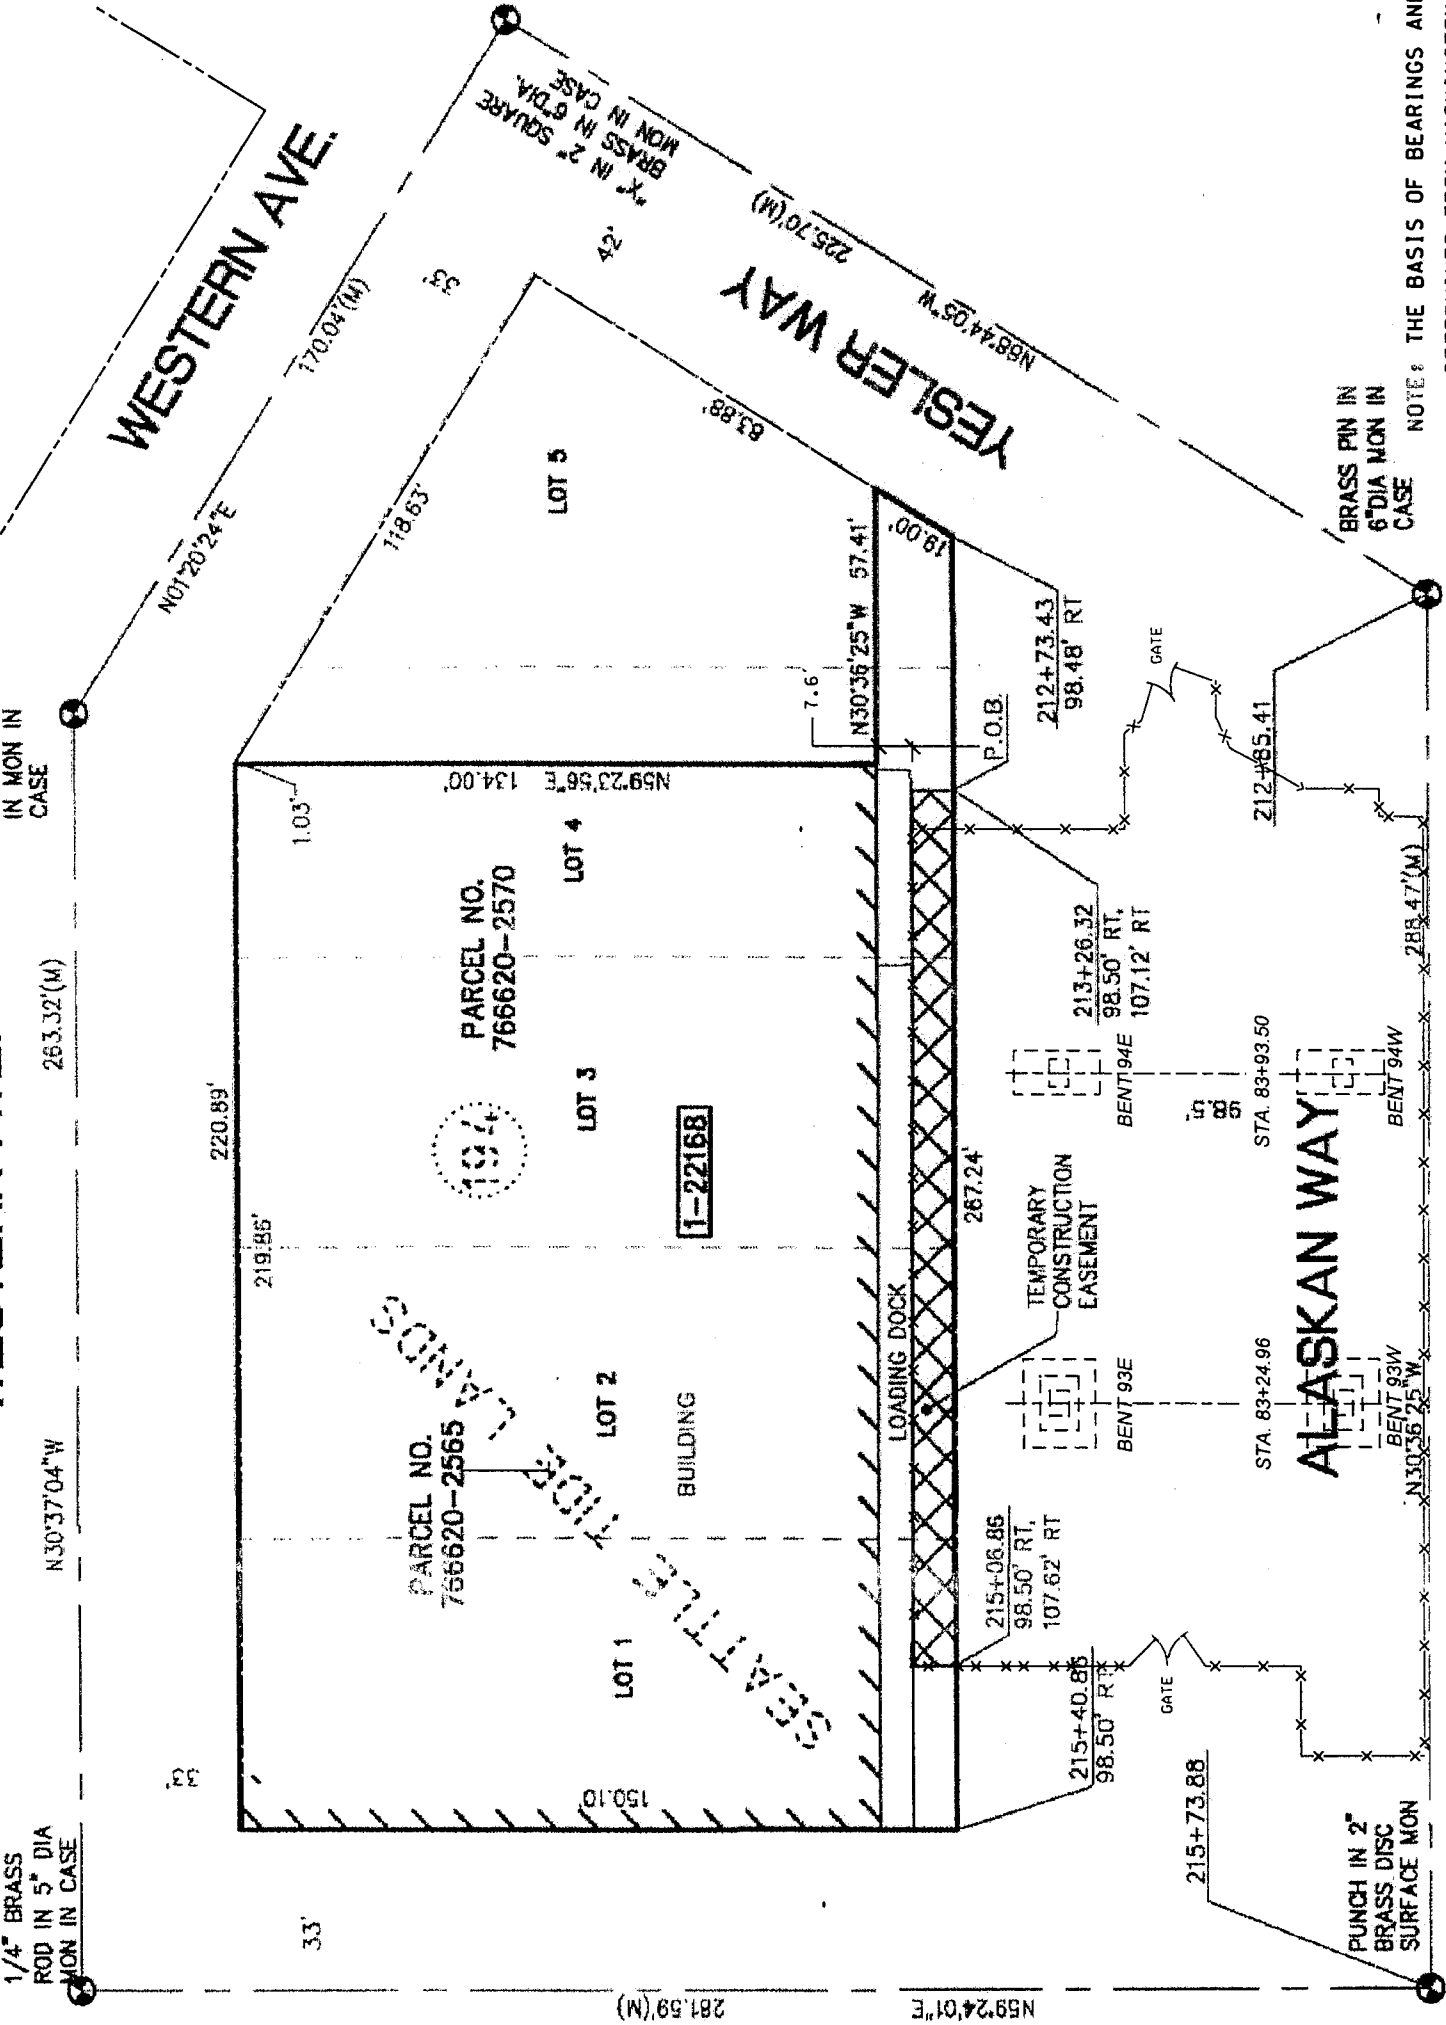 WESTERN AVE.
170.04'(M)
N01°20'24"E
33'
42'
"X" IN 2" SQUARE
BRASS IN 6"DIA.
MON IN CASE
225.70'(M)
N68°44'05"W
YESLER WAY
83.88'
118.63'
LOT 5
19.00'
N30°36'25"W 57.41'
7.6'
P.O.B.
212+73.43
98.48' RT
GATE
212+85.41
BRASS PIN IN
6"DIA MON IN
CASE
NOTE: THE BASIS OF BEARINGS AND
IN MON IN
CASE
263.32'(M)
N30°37'04"W
220.89'
219.86'
1.03'
N59°23'56"E 134.00'
LOT 4
PARCEL NO.
766620-2570
LOT 3
194
1-22168
LOT 2
BUILDING
PARCEL NO.
766620-2565
SEATTLE TIDE LANDS
LOT 1
150.10'
33'
33'
1/4" BRASS
ROD IN 5" DIA
MON IN CASE
281.59'(M)
N59°24'01"E
LOADING DOCK
267.24'
TEMPORARY
CONSTRUCTION
EASEMENT
213+26.32
98.50' RT,
107.12' RT
215+06.86
98.50' RT,
107.62' RT
215+40.86
98.50' RT
GATE
215+73.88
PUNCH IN 2"
BRASS DISC
SURFACE MON
BENT 94E
98.5'
STA. 83+93.50
BENT 94W
BENT 93E
STA. 83+24.96
BENT 93W
ALASKAN WAY
N30°36'25"W
288.47'(M)